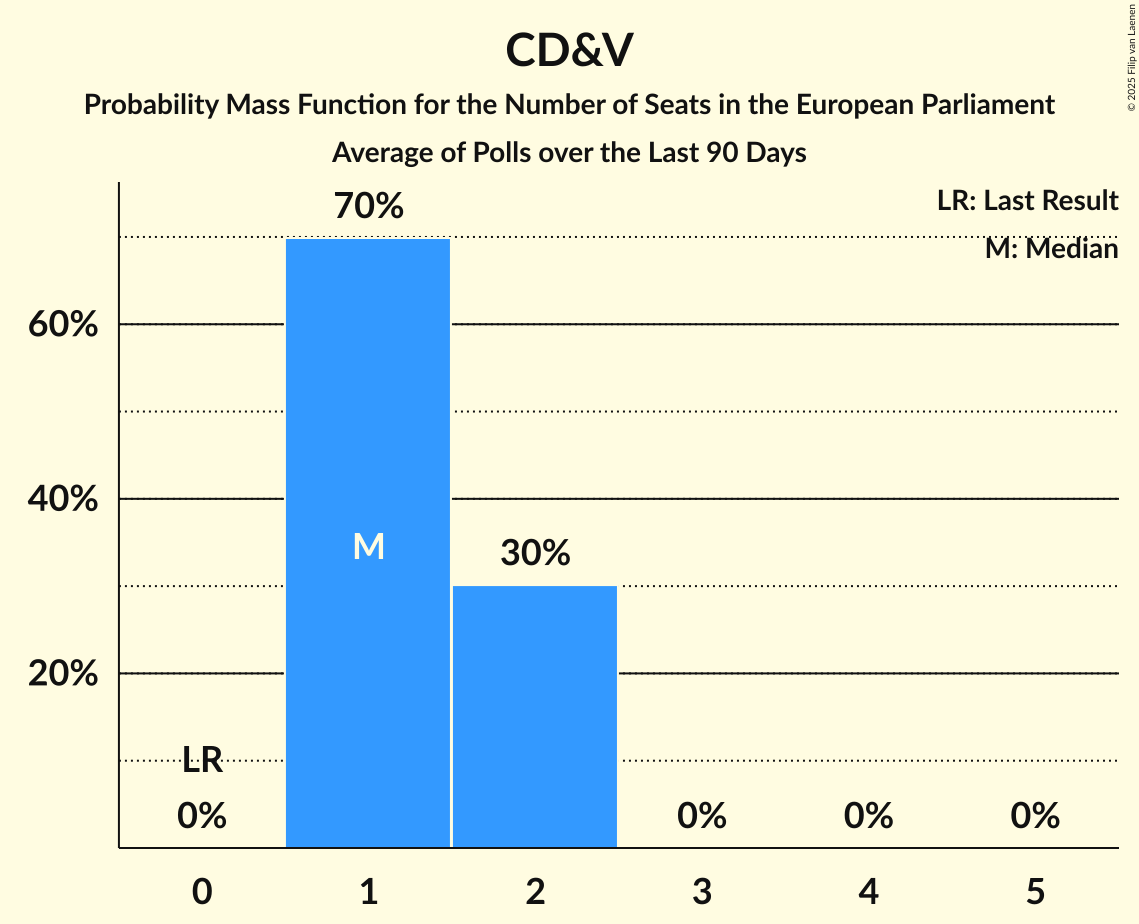 CD&V
Probability Mass Function for the Number of Seats in the European Parliament
Average of Polls over the Last 90 Days
© 2025 Filip van Laenen
LR: Last Result
M: Median
70%
60%
40%
20%
M
30%
LR
0%
0%
0%
0%
0
1
2
3
4
5